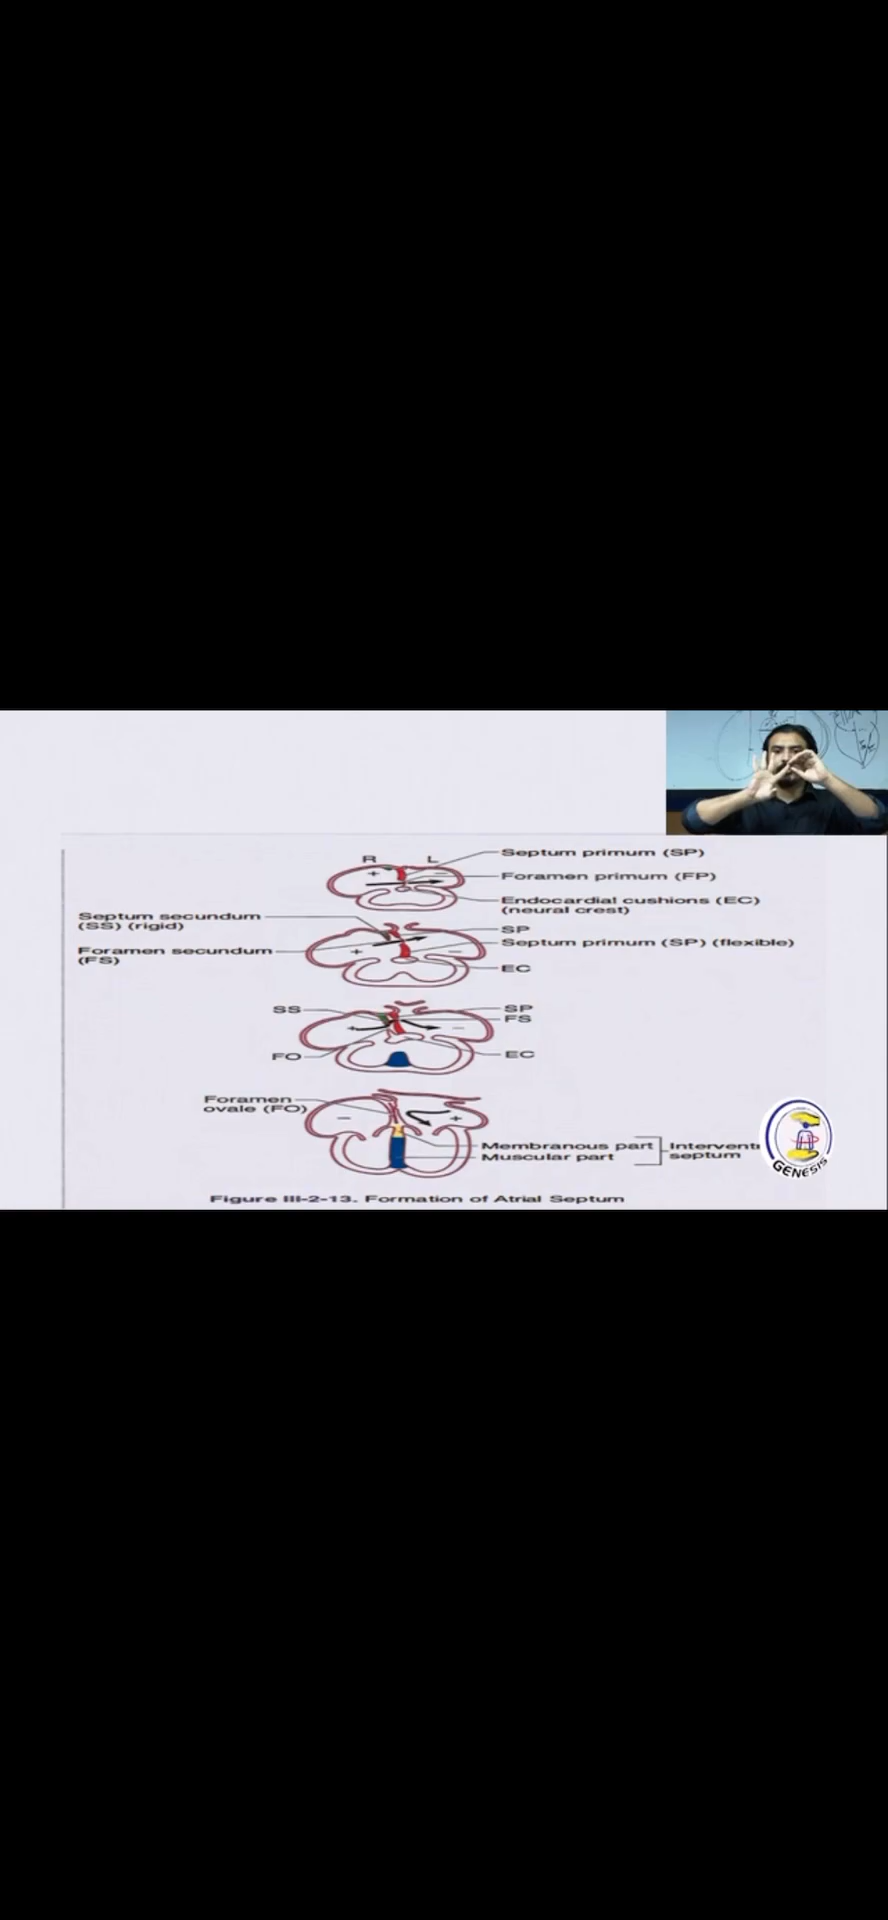 R L
Septum primum (SP)
Foramen primum (FP)
Endocardial cushions (EC)
(neural crest)
Septum secundum
(SS) (rigid)
Foramen secundum
(FS)
SP
Septum primum (SP) (flexible)
EC
SS
FO
SP
FS
EC
Foramen
ovale (FO)
Membranous part
Muscular part
Interventi
septum
GENESIS
Figure III-2-13. Formation of Atrial Septum